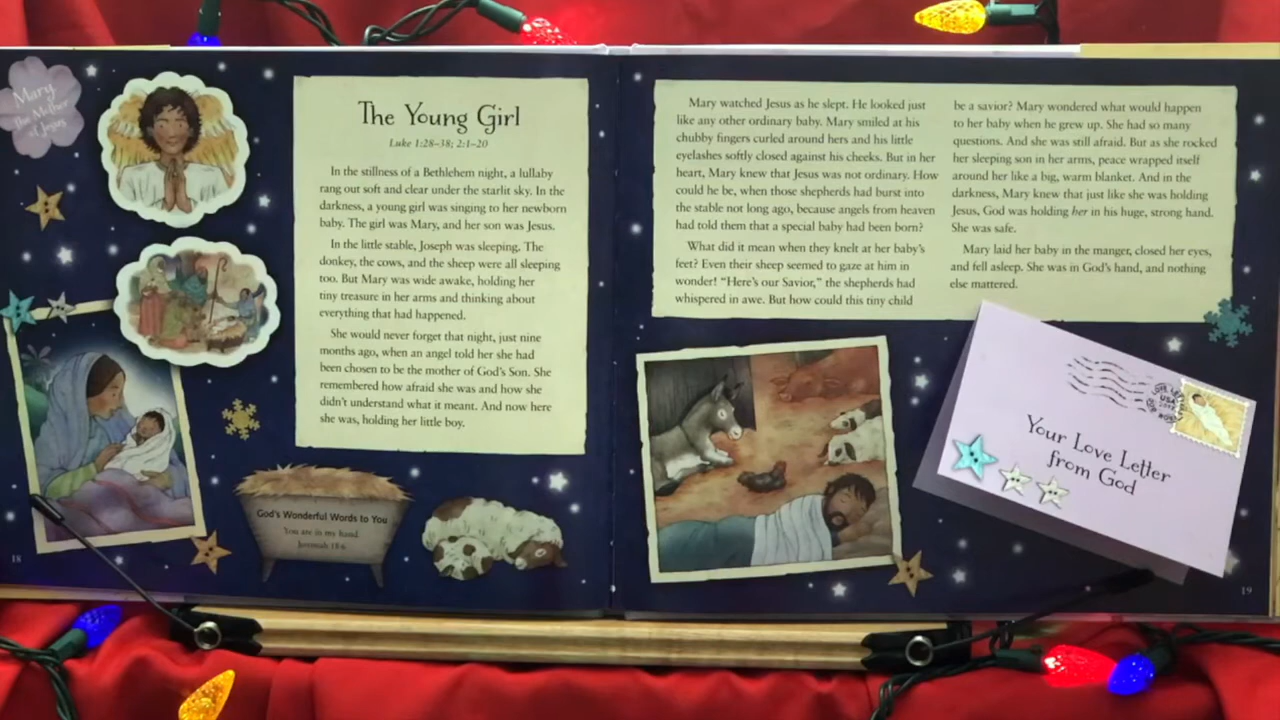 Mary,
the Mother
of Jesus
The Young Girl
Luke 1:28–38; 2:1–20
In the stillness of a Bethlehem night, a lullaby
rang out soft and clear under the starlit sky. In the
darkness, a young girl was singing to her newborn
baby. The girl was Mary, and her son was Jesus.
In the little stable, Joseph was sleeping. The
donkey, the cows, and the sheep were all sleeping
too. But Mary was wide awake, holding her
tiny treasure in her arms and thinking about
everything that had happened.
She would never forget that night, just nine
months ago, when an angel told her she had
been chosen to be the mother of God's Son. She
remembered how afraid she was and how she
didn't understand what it meant. And now here
she was, holding her little boy.
God's Wonderful Words to You
You are in my hand.
Jeremiah 18:6
18
Mary watched Jesus as he slept. He looked just
like any other ordinary baby. Mary smiled at his
chubby fingers curled around hers and his little
eyelashes softly closed against his cheeks. But in her
heart, Mary knew that Jesus was not ordinary. How
could he be, when those shepherds had burst into
the stable not long ago, because angels from heaven
had told them that a special baby had been born?
What did it mean when they knelt at her baby's
feet? Even their sheep seemed to gaze at him in
wonder! "Here's our Savior," the shepherds had
whispered in awe. But how could this tiny child
be a savior? Mary wondered what would happen
to her baby when he grew up. She had so many
questions. And she was still afraid. But as she rocked
her sleeping son in her arms, peace wrapped itself
around her like a big, warm blanket. And in the
darkness, Mary knew that just like she was holding
Jesus, God was holding her in his huge, strong hand.
She was safe.
Mary laid her baby in the manger, closed her eyes,
and fell asleep. She was in God's hand, and nothing
else mattered.
USA
Your Love Letter
from God
19